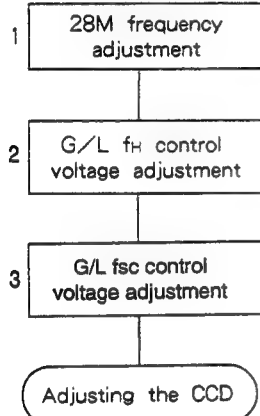 1
28M frequency
adjustment
2
G/L fH control
voltage adjustment
3
G/L fsc control
voltage adjustment
Adjusting the CCD